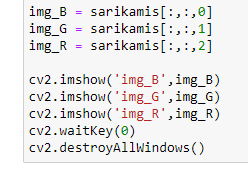 img_B = sarikamis[:,:,0]
img_G = sarikamis[:,:,1]
img_R = sarikamis[:,:,2]
cv2.imshow('img_B',img_B)
cv2.imshow('img_G',img_G)
cv2.imshow('img_R',img_R)
cv2.waitKey(0)
cv2.destroyAllWindows()